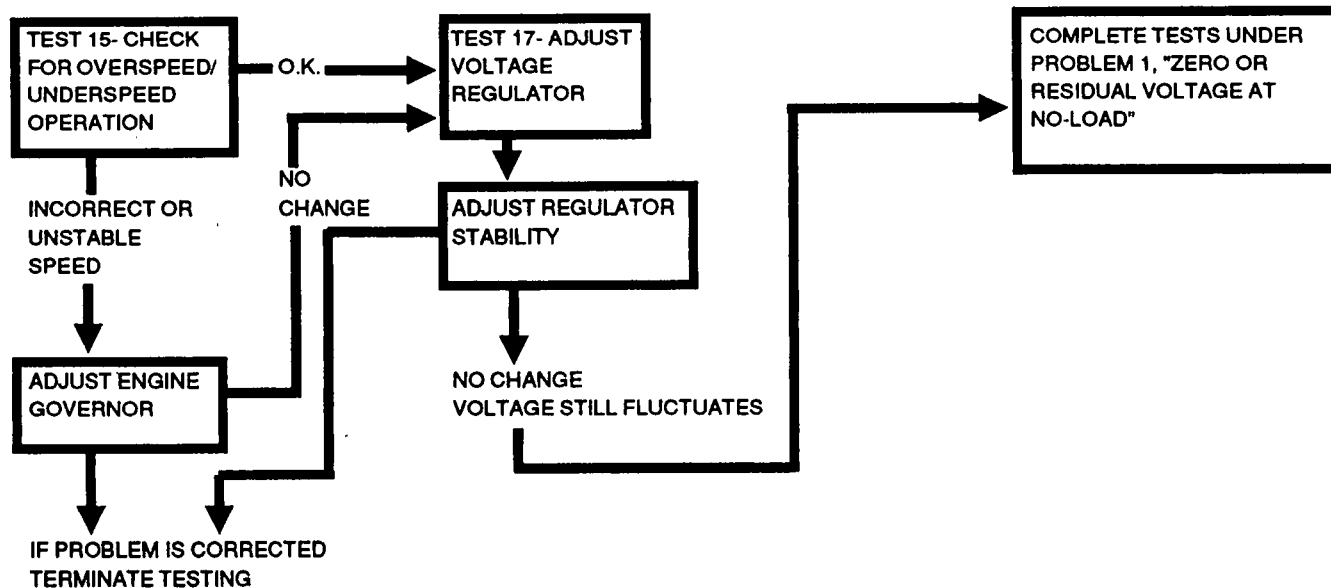 TEST 15- CHECK
FOR OVERSPEED/
UNDERSPEED
OPERATION
O.K.
TEST 17- ADJUST
VOLTAGE
REGULATOR
COMPLETE TESTS UNDER
PROBLEM 1, "ZERO OR
RESIDUAL VOLTAGE AT
NO-LOAD"
INCORRECT OR
UNSTABLE
SPEED
NO
CHANGE
ADJUST REGULATOR
STABILITY
ADJUST ENGINE
GOVERNOR
NO CHANGE
VOLTAGE STILL FLUCTUATES
IF PROBLEM IS CORRECTED
TERMINATE TESTING